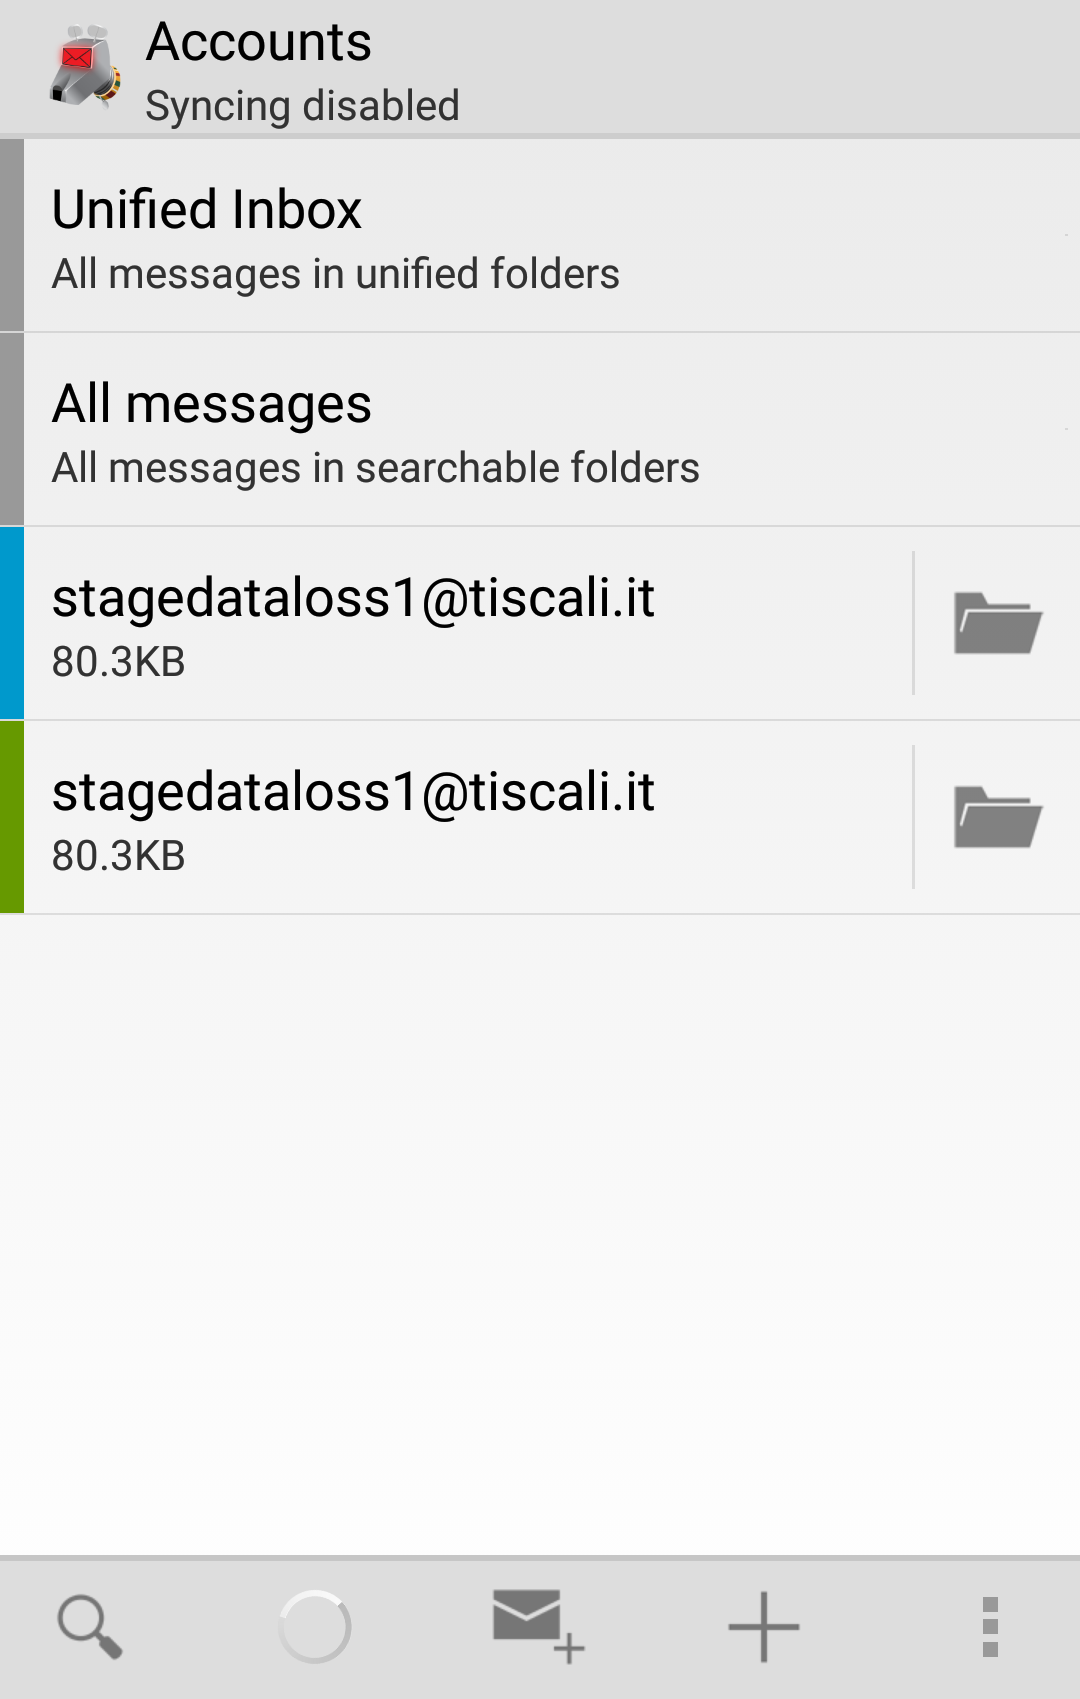 Accounts
Syncing disabled
Unified Inbox
All messages in unified folders
All messages
All messages in searchable folders
stagedataloss1@tiscali.it
80.3KB
stagedataloss1@tiscali.it
80.3KB